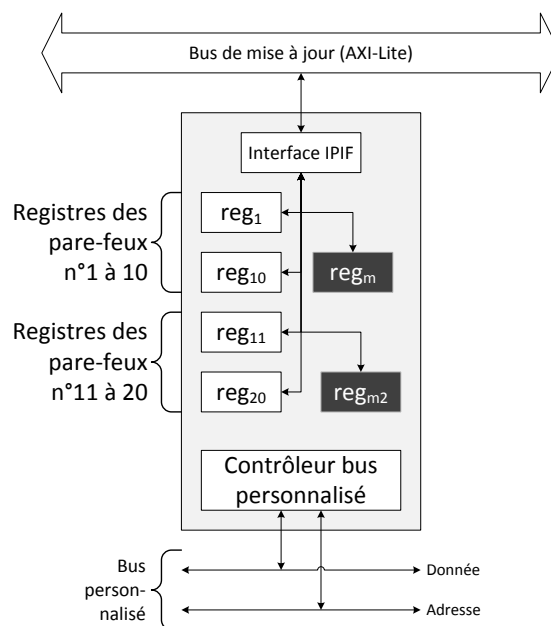 Bus de mise à jour (AXI-Lite)
Interface IPIF
Registres des
pare-feux
n°1 à 10
reg1
reg10
regm
Registres des
pare-feux
n°11 à 20
reg11
reg20
regm2
Contrôleur bus
personnalisé
Bus
person-
nalisé
Donnée
Adresse